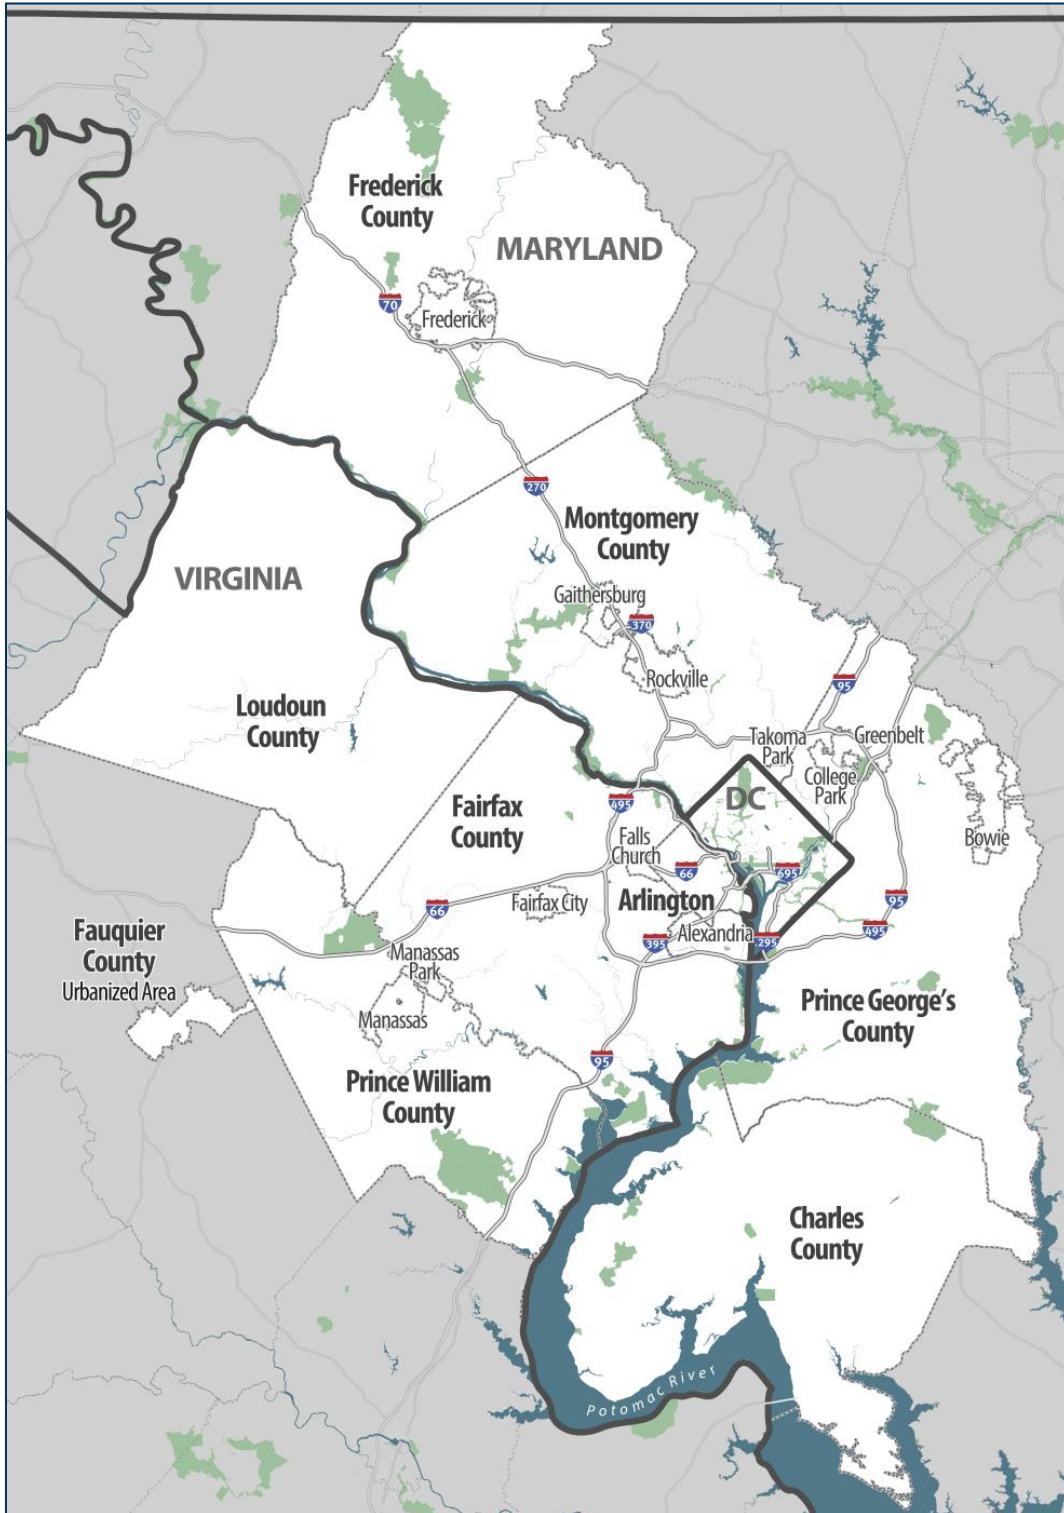 Frederick
County
MARYLAND
70
Frederick
270
Montgomery
County
VIRGINIA
Gaithersburg
370
Rockville
95
Loudoun
County
Takoma
Park
Greenbelt
College
Park
DC
495
Fairfax
County
Falls
Church
Bowie
66
695
Arlington
95
66
Fairfax City
Alexandria
495
395
295
Fauquier
County
Urbanized Area
Manassas
Park
Manassas
Prince George's
County
95
Prince William
County
Charles
County
Potomac River